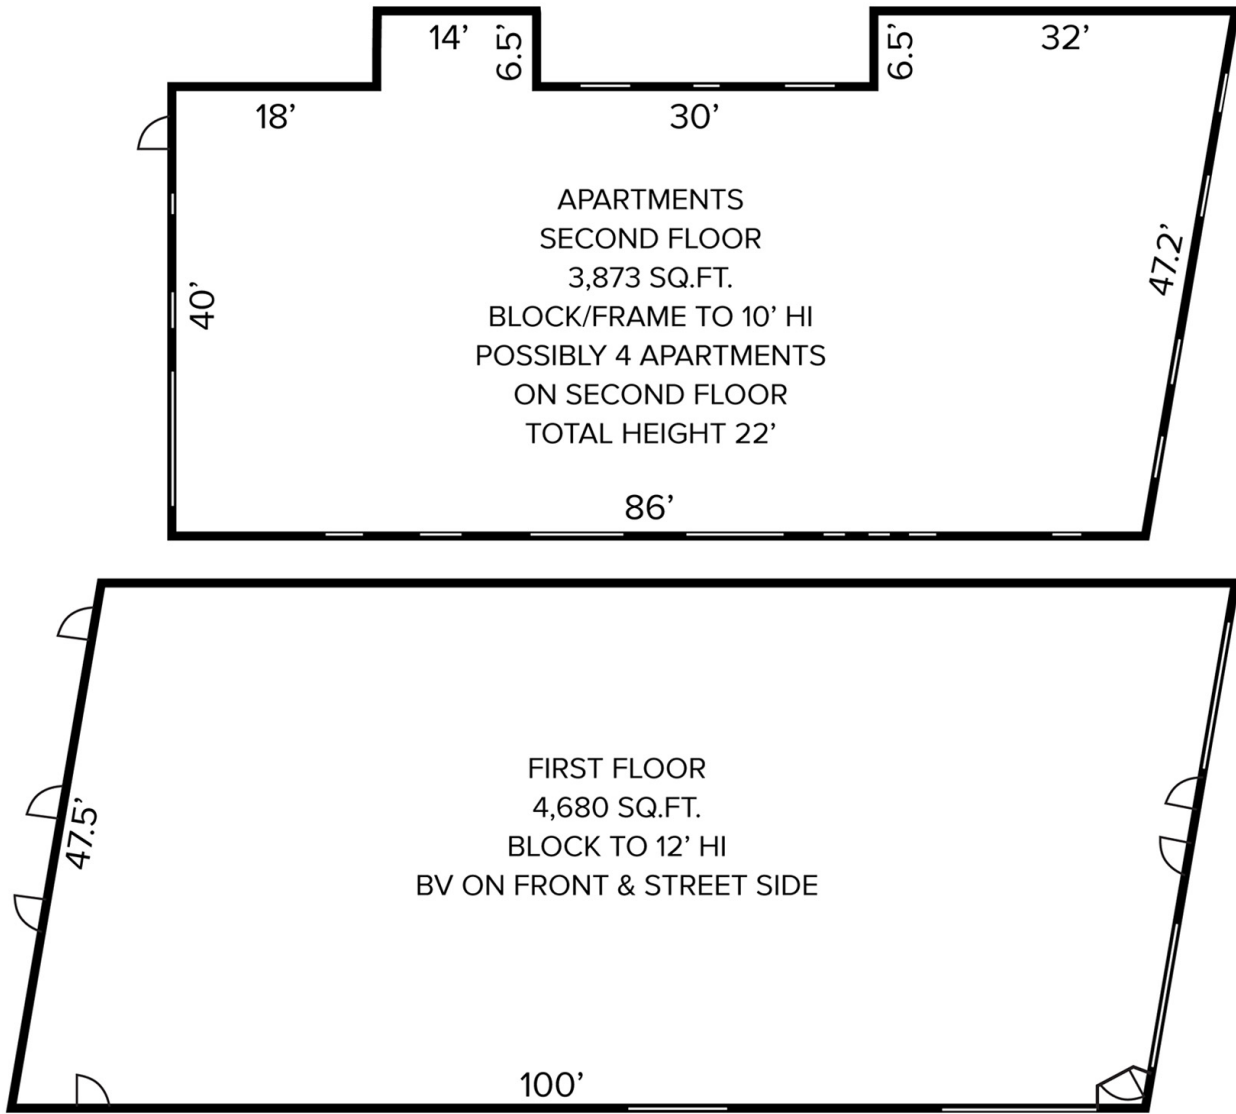 14’
6.5’
6.5’
32’
18’
30’
APARTMENTS
SECOND FLOOR
3,873 SQ.FT.
BLOCK/FRAME TO 10’ HI
POSSIBLY 4 APARTMENTS
ON SECOND FLOOR
TOTAL HEIGHT 22’
40’
47.2’
86’
FIRST FLOOR
4,680 SQ.FT.
BLOCK TO 12’ HI
BV ON FRONT & STREET SIDE
47.5’
100’